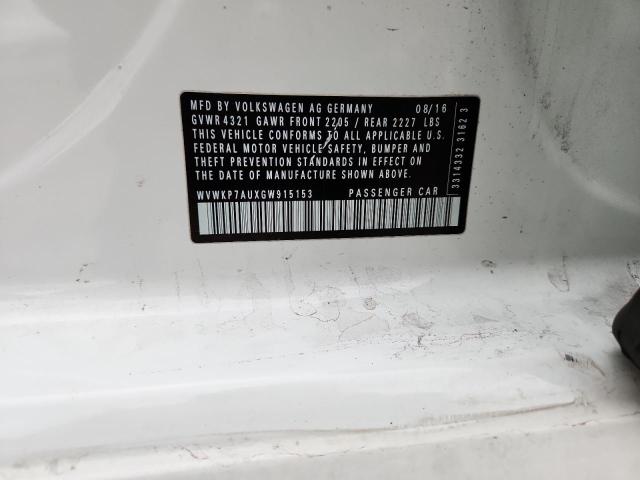 MFD BY VOLKSWAGEN AG GERMANY 08/16
GVWR 4321 GAWR FRONT 2205 / REAR 2227 LBS
THIS VEHICLE CONFORMS TO ALL APPLICABLE U.S.
FEDERAL MOTOR VEHICLE SAFETY, BUMPER AND
THEFT PREVENTION STANDARDS IN EFFECT ON
THE DATE OF MANUFACTURE SHOWN ABOVE.
WVWKP7AUXGW915153 PASSENGER CAR
3314332 3162 3